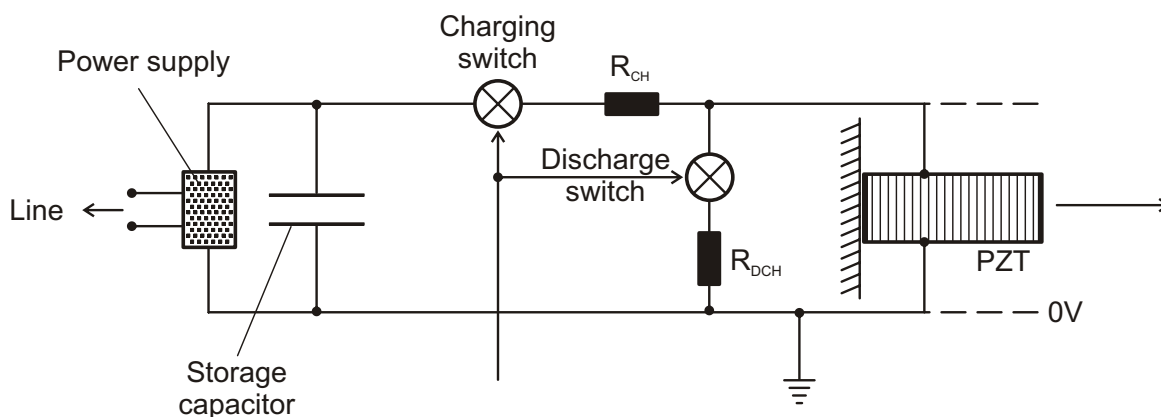 Charging
switch
Power supply
R_CH
Discharge
switch
Line
R_DCH
PZT
0V
Storage
capacitor